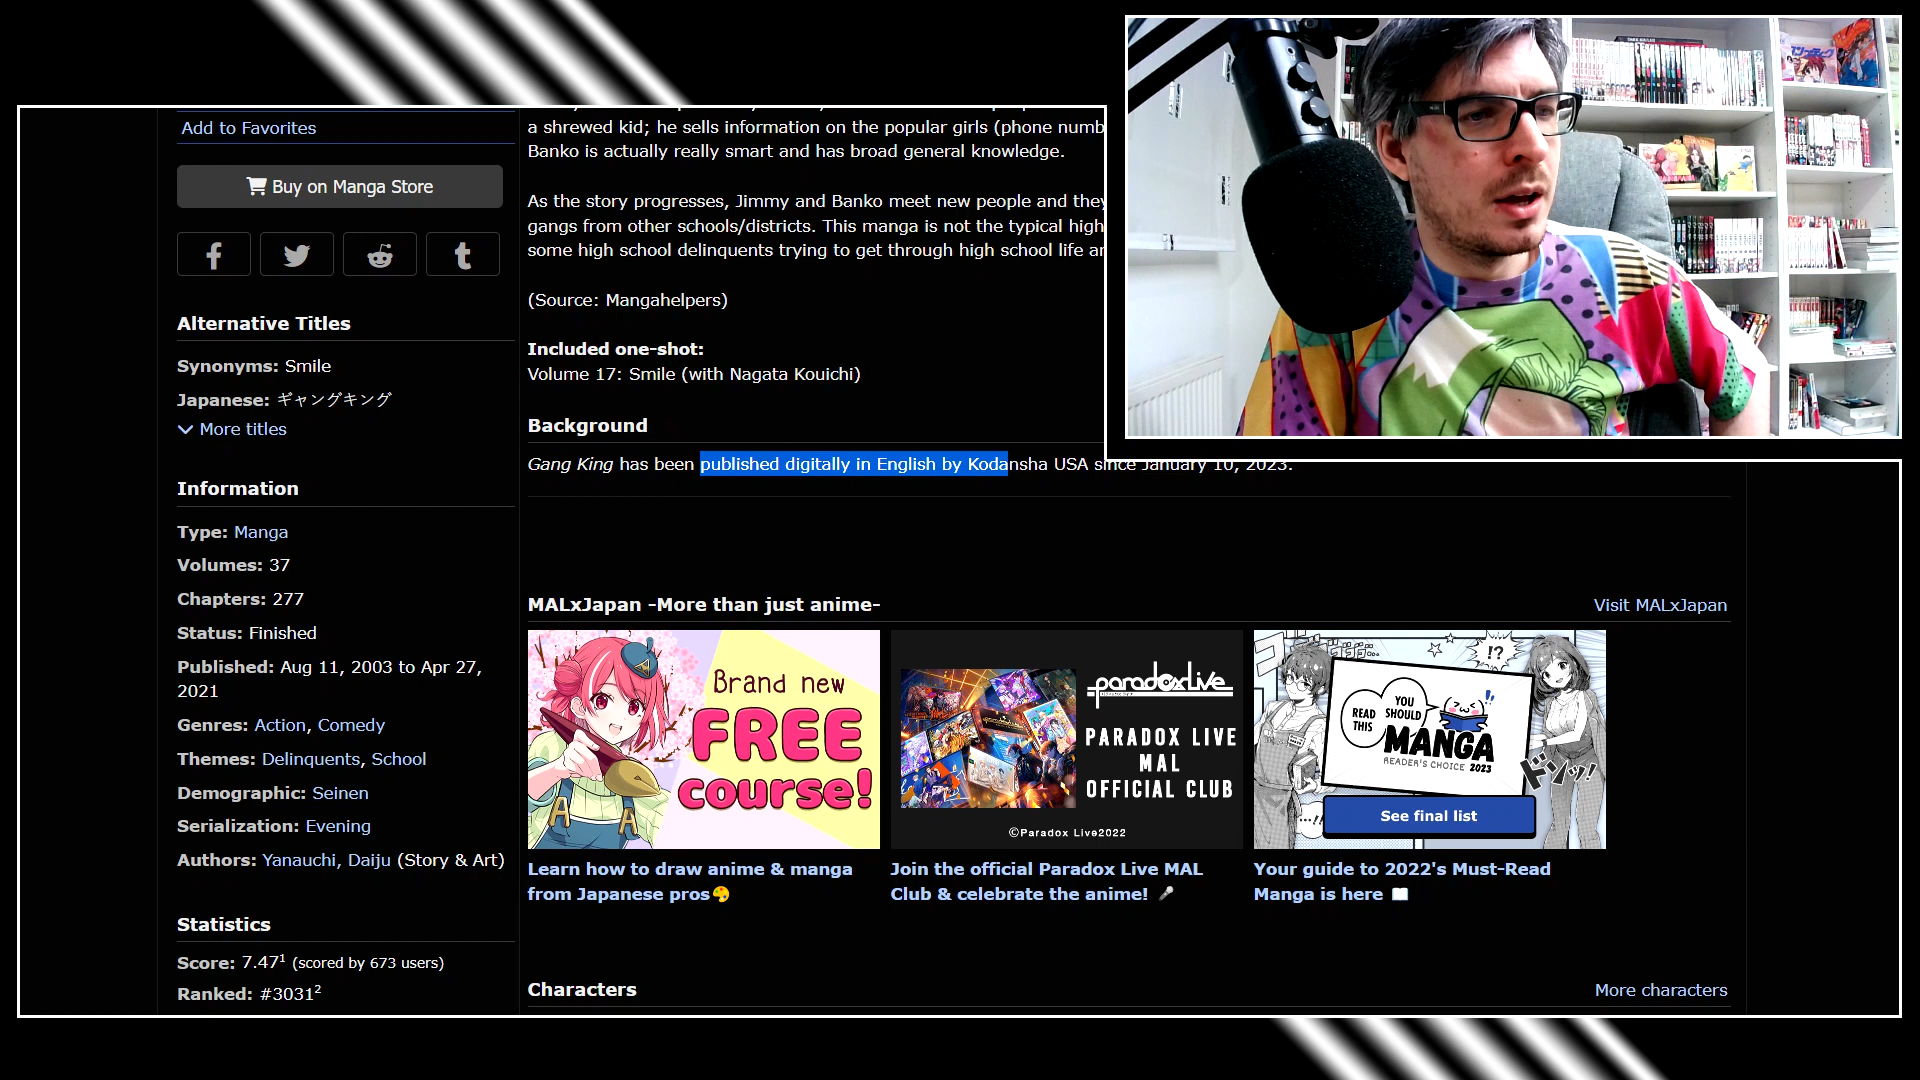 Add to Favorites
Buy on Manga Store
Alternative Titles
Synonyms: Smile
Japanese: ギャングキング
More titles
Information
Type: Manga
Volumes: 37
Chapters: 277
Status: Finished
Published: Aug 11, 2003 to Apr 27,
2021
Genres: Action, Comedy
Themes: Delinquents, School
Demographic: Seinen
Serialization: Evening
Authors: Yanauchi, Daiju (Story & Art)
Statistics
Score: 7.47¹ (scored by 673 users)
Ranked: #3031²
a shrewd kid; he sells information on the popular girls (phone numb
Banko is actually really smart and has broad general knowledge.
As the story progresses, Jimmy and Banko meet new people and they
gangs from other schools/districts. This manga is not the typical high
some high school delinquents trying to get through high school life
(Source: Mangahelpers)
Included one-shot:
Volume 17: Smile (with Nagata Kouichi)
Background
Gang King has been published digitally in English by Kodansha USA since January 10, 2023.
MALxJapan -More than just anime-
Visit MALxJapan
Brand new
FREE
course!
Learn how to draw anime & manga
from Japanese pros
paradoxlive
PARADOX LIVE
MAL
OFFICIAL CLUB
©Paradox Live2022
Join the official Paradox Live MAL
Club & celebrate the anime!
!?
READ
THIS
YOU
SHOULD
MANGA
READER'S CHOICE 2023
ドンッ!
See final list
Your guide to 2022's Must-Read
Manga is here
Characters
More characters